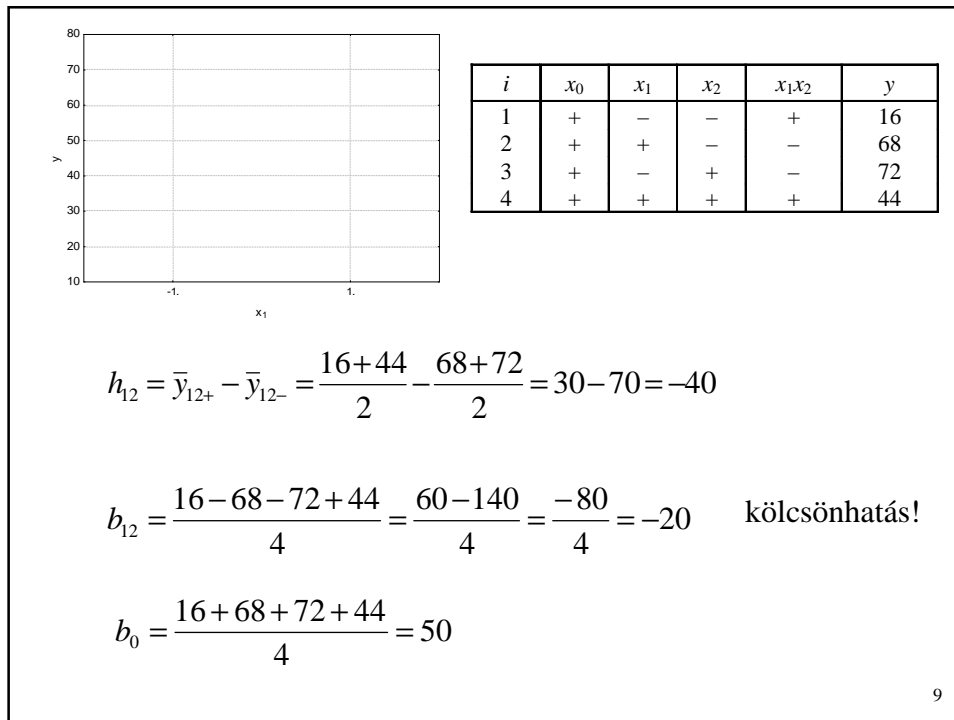 80
70
60
50
40
30
20
10
y
-1.
1.
x₁
i x₀ x₁ x₂ x₁x₂ y
1 + – – + 16
2 + + – – 68
3 + – + – 72
4 + + + + 44
h₁₂ = ȳ₁₂₊ − ȳ₁₂₋ = (16+44)/2 − (68+72)/2 = 30−70 = −40
b₁₂ = (16−68−72+44)/4 = (60−140)/4 = −80/4 = −20 kölcsönhatás!
b₀ = (16+68+72+44)/4 = 50
9